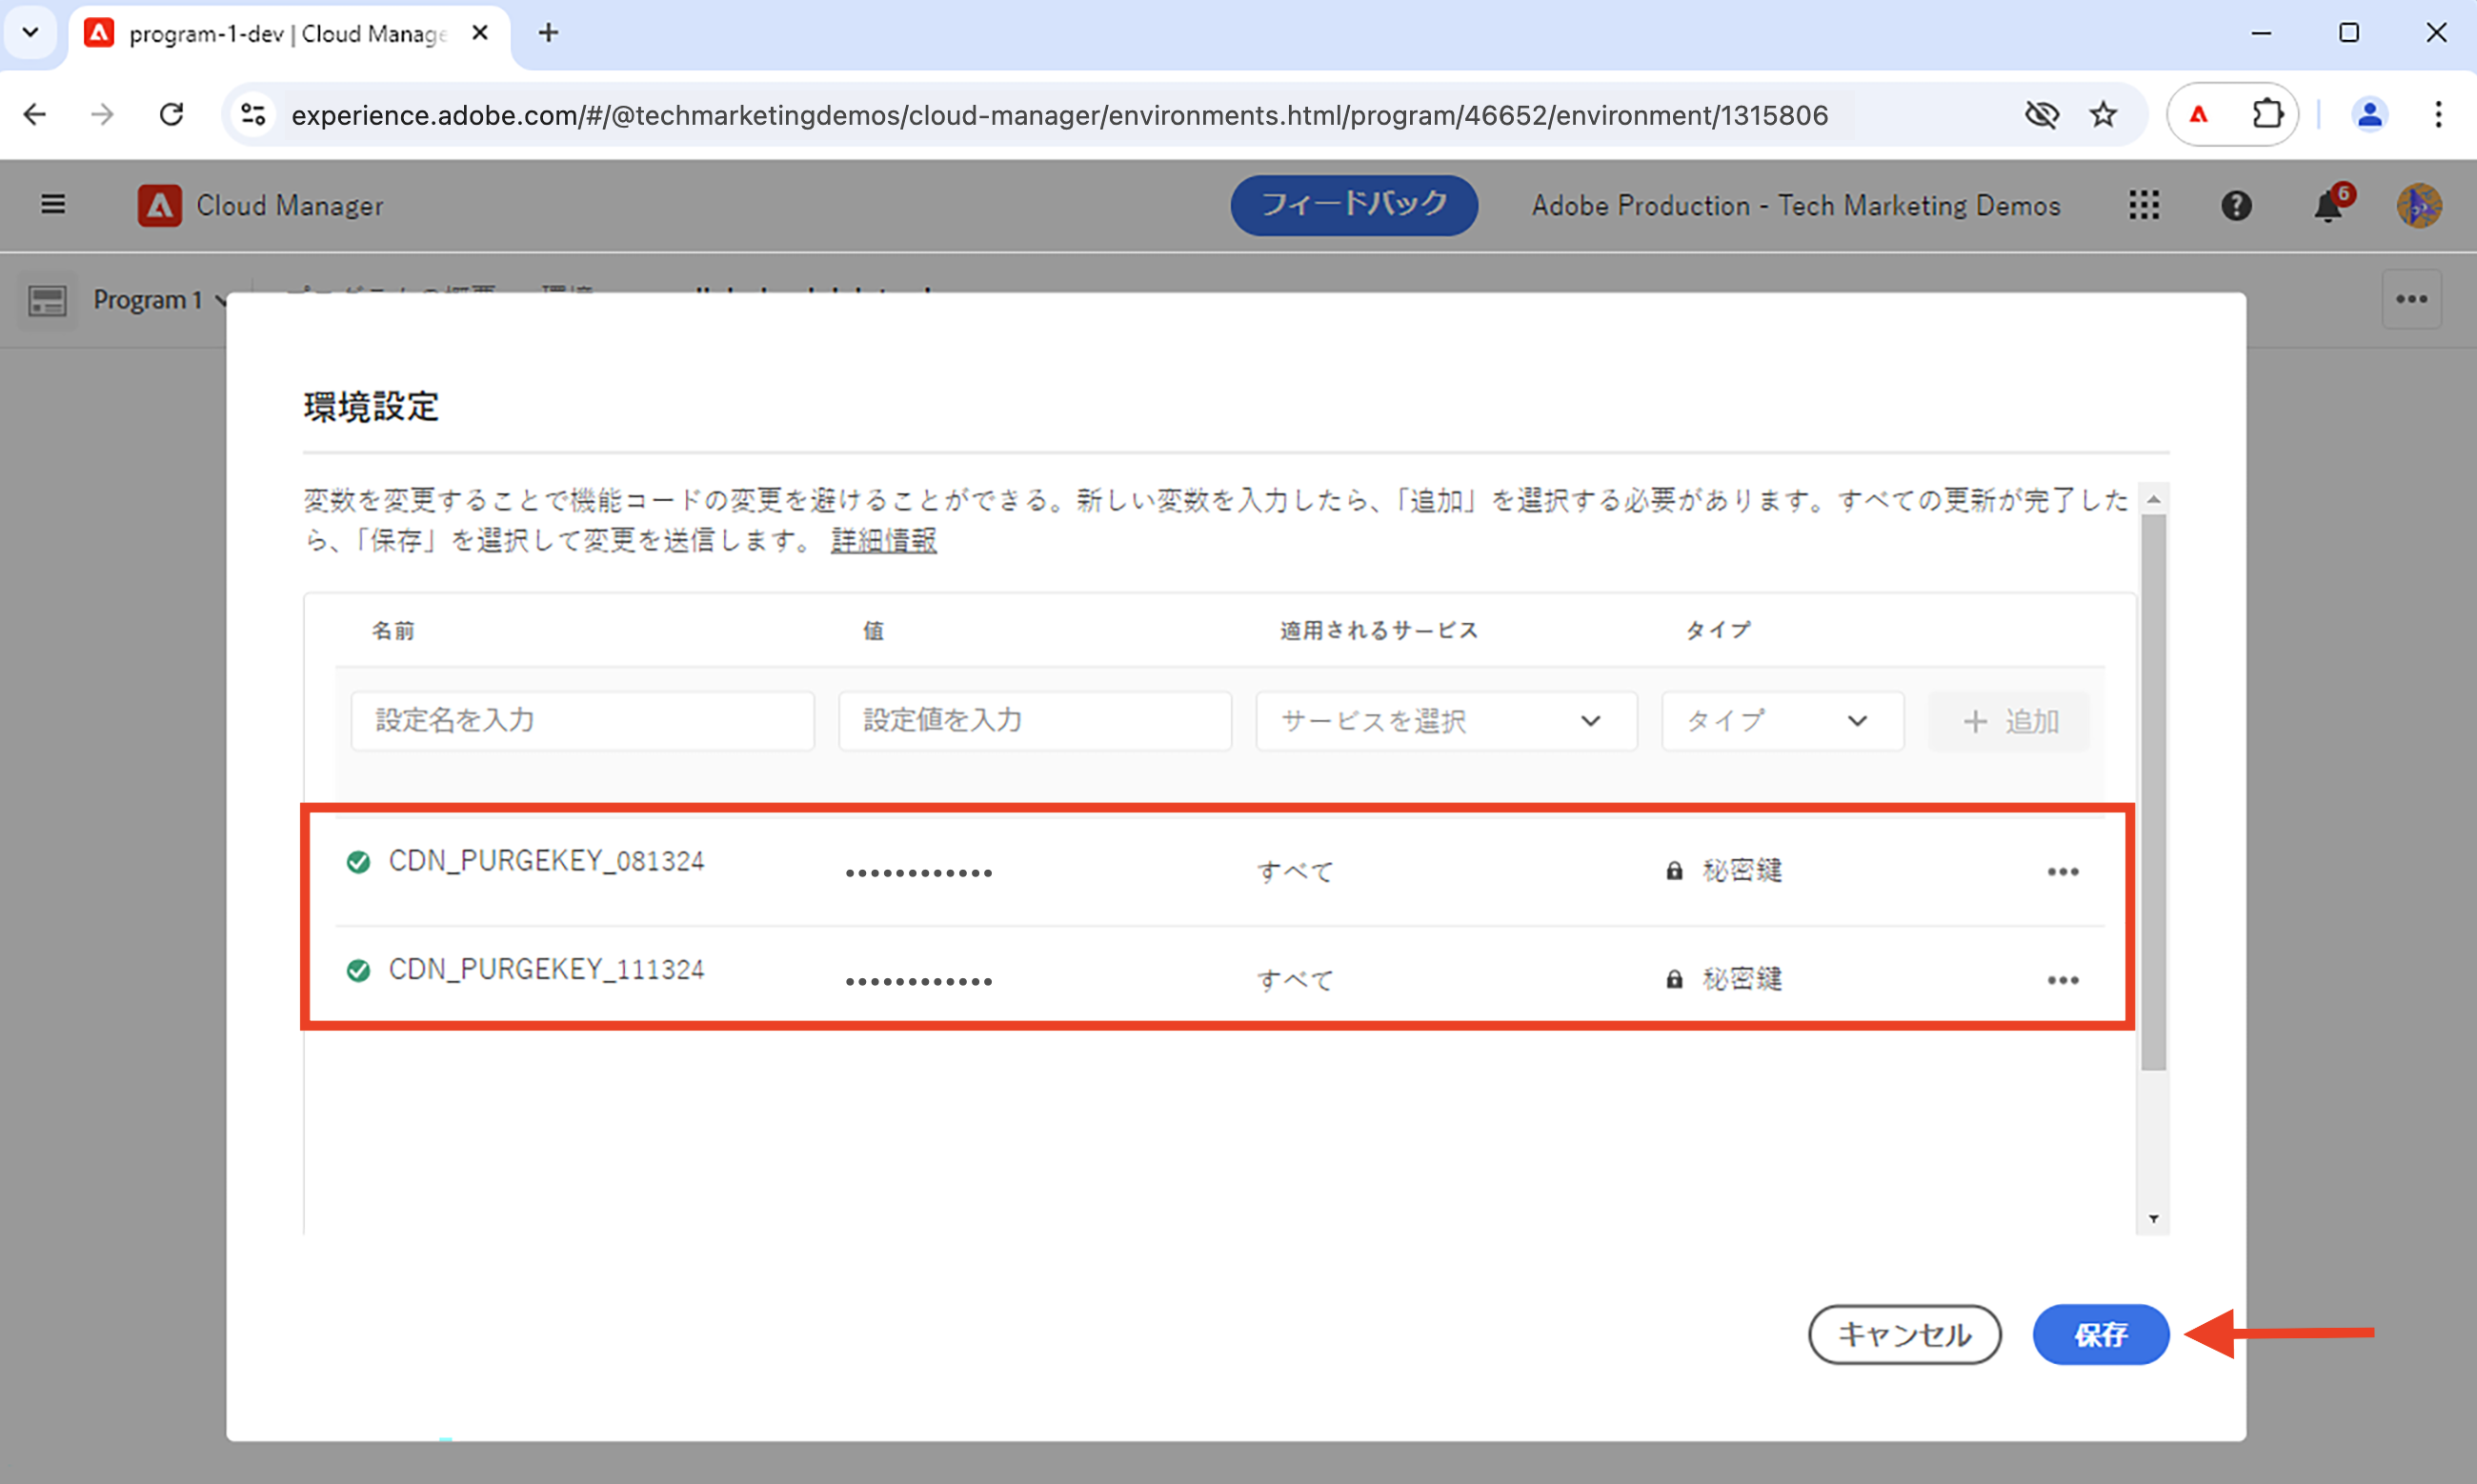 program-1-dev | Cloud Manage
experience.adobe.com/#/@techmarketingdemos/cloud-manager/environments.html/program/46652/environment/1315806
Cloud Manager
フィードバック
Adobe Production - Tech Marketing Demos
6
Program 1
環境設定
変数を変更することで機能コードの変更を避けることができる。新しい変数を入力したら、「追加」を選択する必要があります。すべての更新が完了した
ら、「保存」を選択して変更を送信します。 詳細情報
名前 値 適用されるサービス タイプ
設定名を入力 設定値を入力 サービスを選択 タイプ + 追加
CDN_PURGEKEY_081324 •••••••••••• すべて 秘密鍵
CDN_PURGEKEY_111324 •••••••••••• すべて 秘密鍵
キャンセル 保存